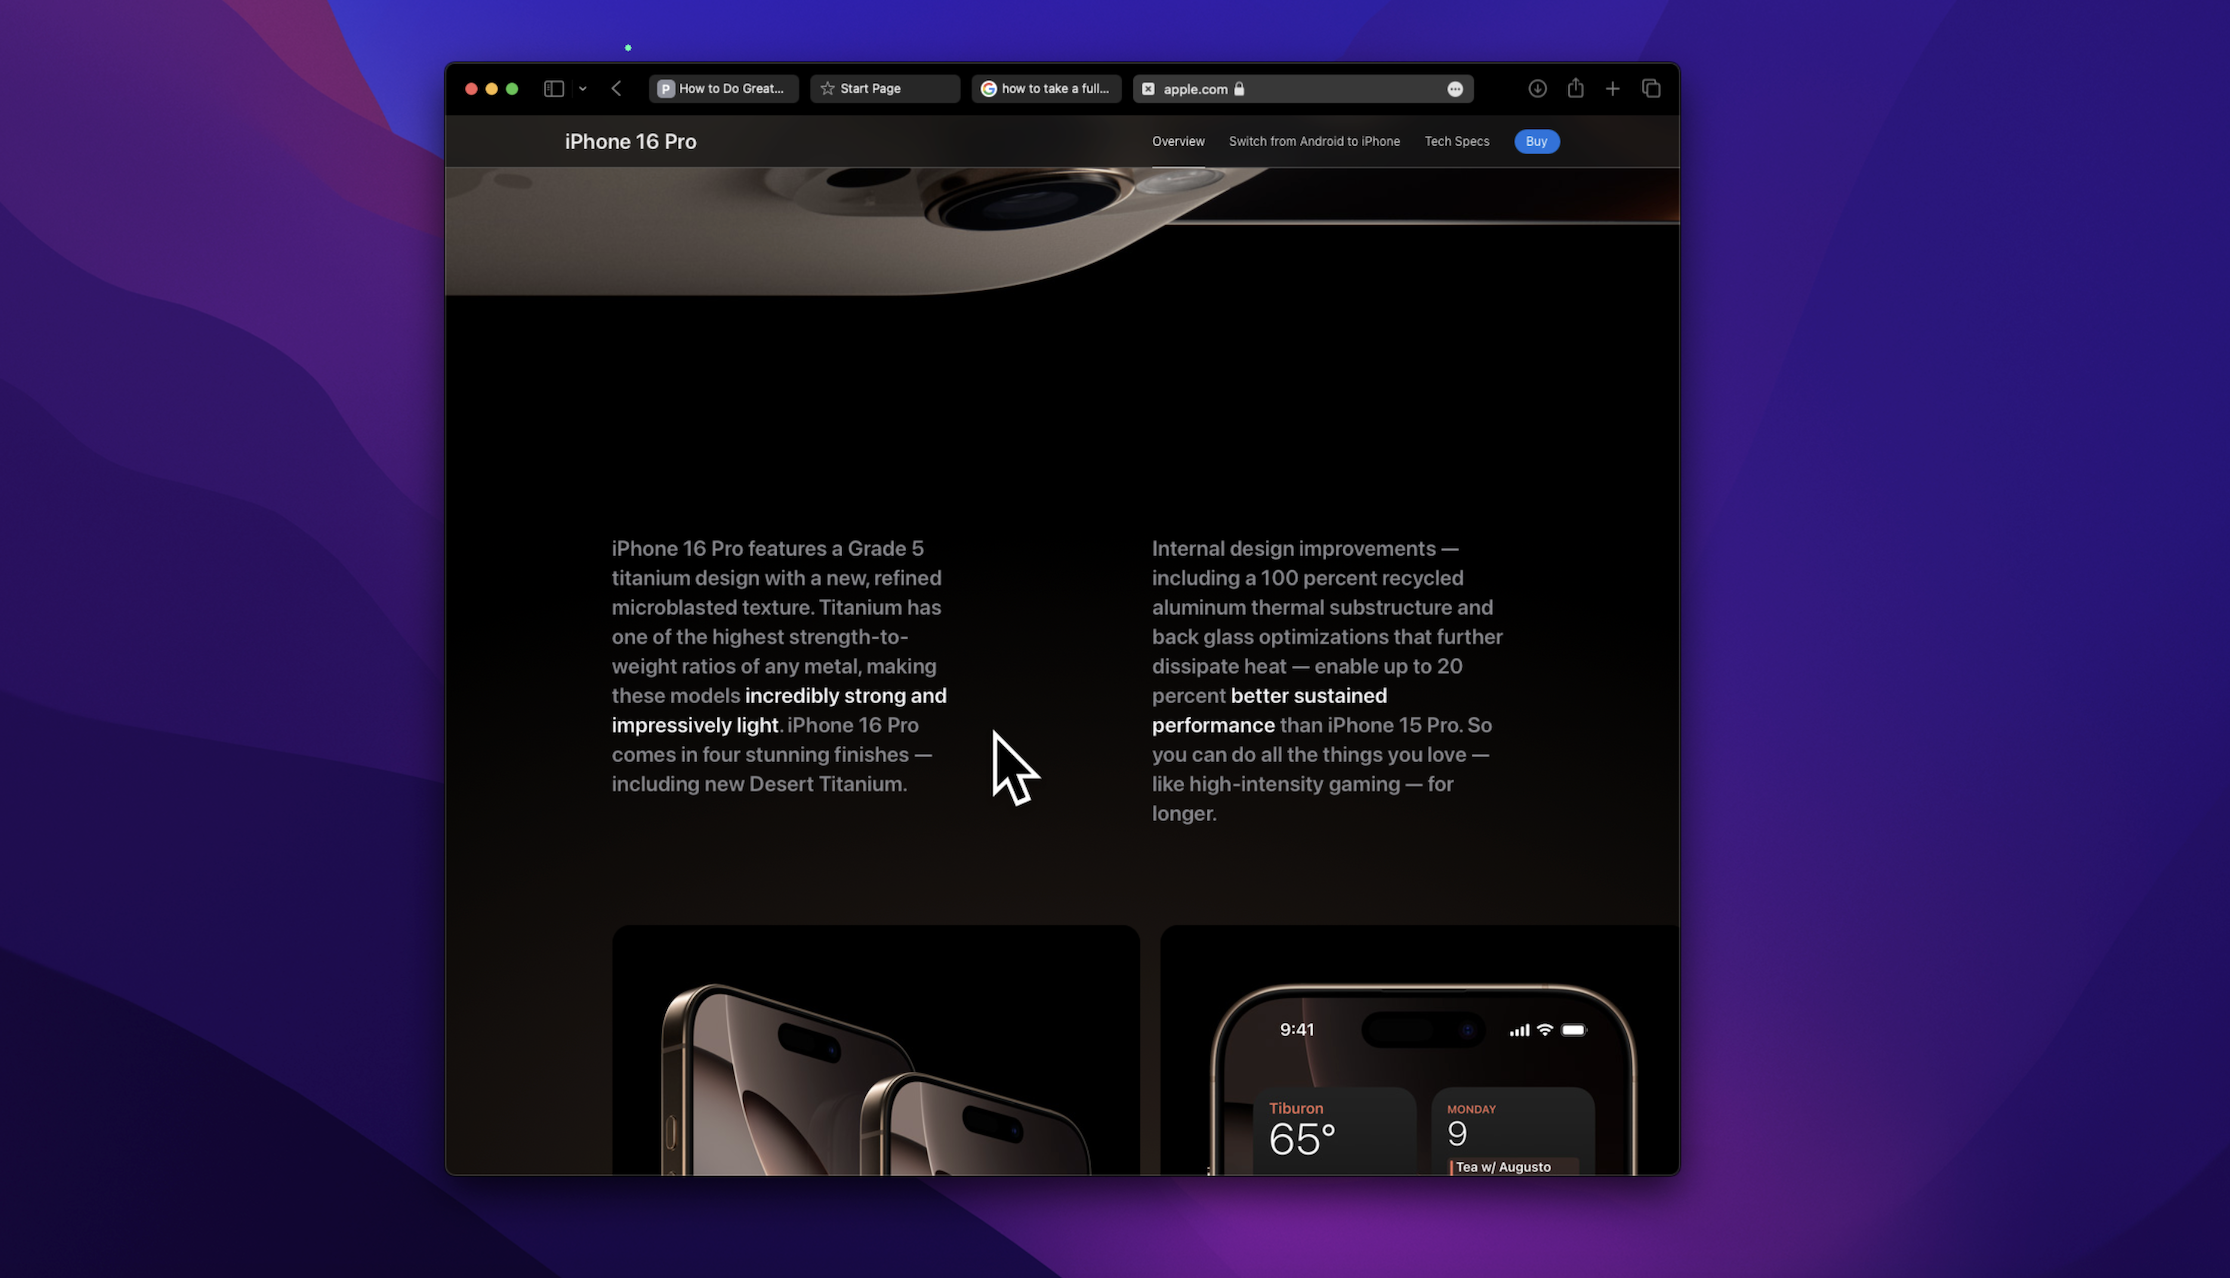 How to Do Great...
Start Page
how to take a full...
apple.com
iPhone 16 Pro
Overview
Switch from Android to iPhone
Tech Specs
Buy
iPhone 16 Pro features a Grade 5
titanium design with a new, refined
microblasted texture. Titanium has
one of the highest strength-to-
weight ratios of any metal, making
these models incredibly strong and
impressively light. iPhone 16 Pro
comes in four stunning finishes —
including new Desert Titanium.
Internal design improvements —
including a 100 percent recycled
aluminum thermal substructure and
back glass optimizations that further
dissipate heat — enable up to 20
percent better sustained
performance than iPhone 15 Pro. So
you can do all the things you love —
like high-intensity gaming — for
longer.
9:41
Tiburon
65°
MONDAY
9
Tea w/ Augusto